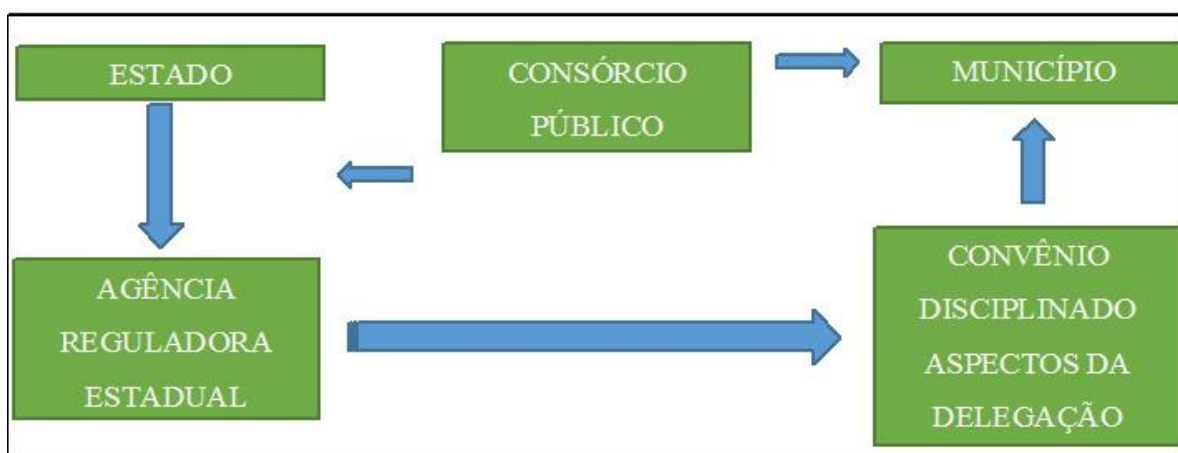 ESTADO
CONSÓRCIO
PÚBLICO
MUNICÍPIO
AGÊNCIA
REGULADORA
ESTADUAL
CONVÊNIO
DISCIPLINADO
ASPECTOS DA
DELEGAÇÃO